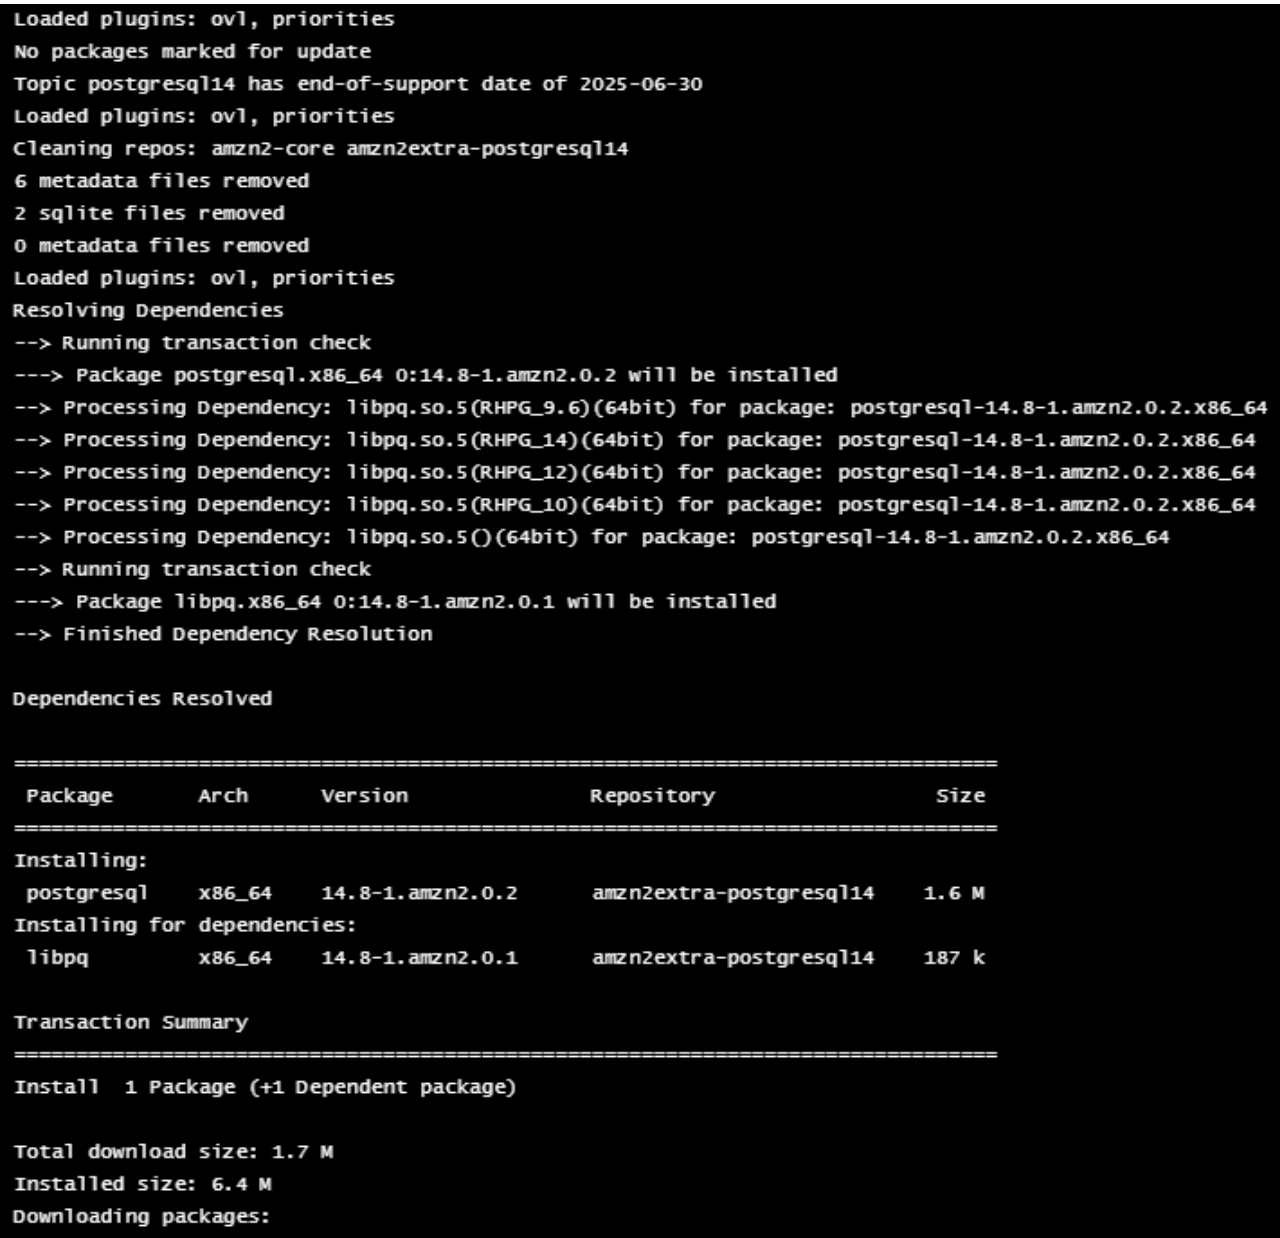 Loaded plugins: ovl, priorities
No packages marked for update
Topic postgresql14 has end-of-support date of 2025-06-30
Loaded plugins: ovl, priorities
Cleaning repos: amzn2-core amzn2extra-postgresql14
6 metadata files removed
2 sqlite files removed
0 metadata files removed
Loaded plugins: ovl, priorities
Resolving Dependencies
--> Running transaction check
---> Package postgresql.x86_64 0:14.8-1.amzn2.0.2 will be installed
--> Processing Dependency: libpq.so.5(RHPG_9.6)(64bit) for package: postgresql-14.8-1.amzn2.0.2.x86_64
--> Processing Dependency: libpq.so.5(RHPG_14)(64bit) for package: postgresql-14.8-1.amzn2.0.2.x86_64
--> Processing Dependency: libpq.so.5(RHPG_12)(64bit) for package: postgresql-14.8-1.amzn2.0.2.x86_64
--> Processing Dependency: libpq.so.5(RHPG_10)(64bit) for package: postgresql-14.8-1.amzn2.0.2.x86_64
--> Processing Dependency: libpq.so.5()(64bit) for package: postgresql-14.8-1.amzn2.0.2.x86_64
--> Running transaction check
---> Package libpq.x86_64 0:14.8-1.amzn2.0.1 will be installed
--> Finished Dependency Resolution

Dependencies Resolved

================================================================================
 Package       Arch      Version               Repository                  Size
================================================================================
Installing:
 postgresql    x86_64    14.8-1.amzn2.0.2      amzn2extra-postgresql14    1.6 M
Installing for dependencies:
 libpq         x86_64    14.8-1.amzn2.0.1      amzn2extra-postgresql14    187 k

Transaction Summary
================================================================================
Install  1 Package (+1 Dependent package)

Total download size: 1.7 M
Installed size: 6.4 M
Downloading packages: